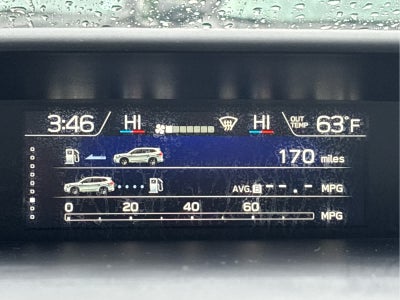 3:46 HI HI OUT TEMP 63°F
170 miles
AVG. B --.- MPG
0 20 40 60 MPG